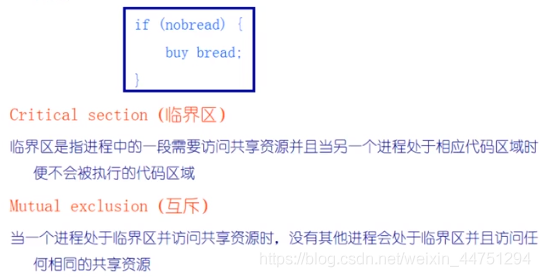 if (nobread) {
buy bread;
}
Critical section (临界区)
临界区是指进程中的一段需要访问共享资源并且当另一个进程处于相应代码区域时
便不会被执行的代码区域
Mutual exclusion (互斥)
当一个进程处于临界区并访问共享资源时，没有其他进程会处于临界区并且访问任
何相同的共享资源
https://blog.csdn.net/weixin_44751294